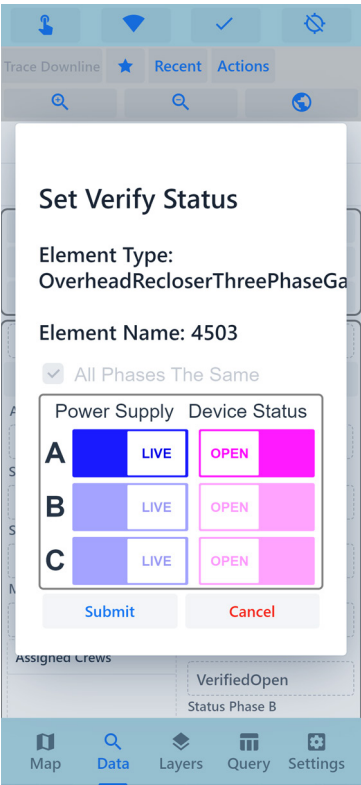 Trace Downline
Recent
Actions
Set Verify Status
Element Type:
OverheadRecloserThreePhaseGa
Element Name: 4503
All Phases The Same
Power Supply Device Status
A LIVE OPEN
B LIVE OPEN
C LIVE OPEN
Submit Cancel
Assigned Crews
VerifiedOpen
Status Phase B
Map Data Layers Query Settings